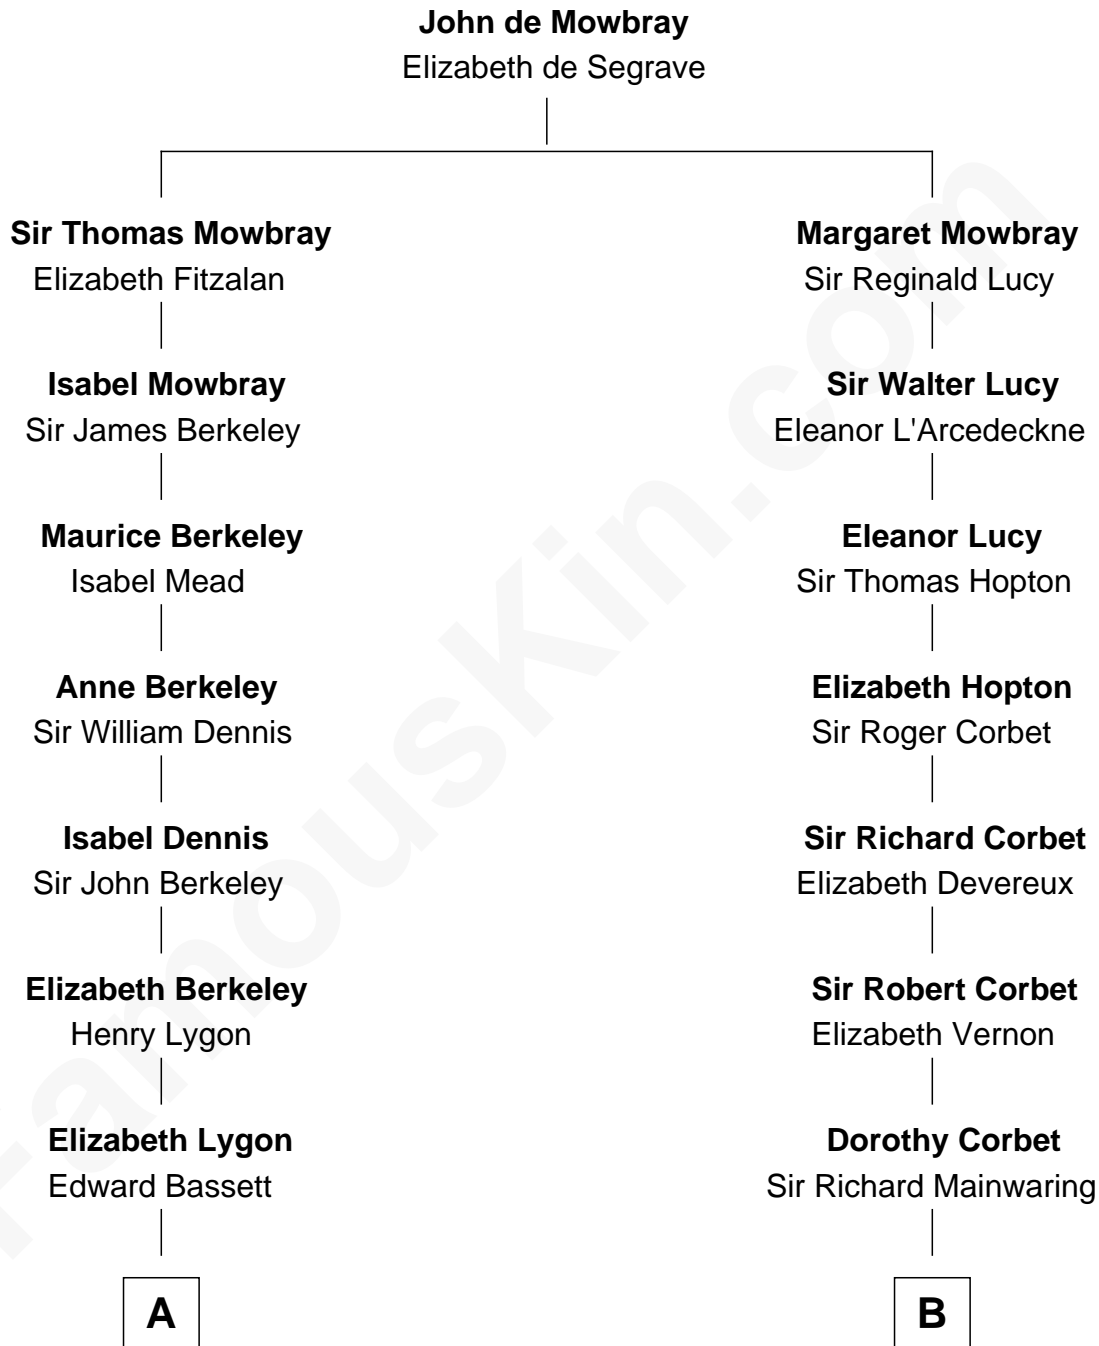 John de Mowbray
Elizabeth de Segrave
Sir Thomas Mowbray
Elizabeth Fitzalan
Margaret Mowbray
Sir Reginald Lucy
Isabel Mowbray
Sir James Berkeley
Sir Walter Lucy
Eleanor L'Arcedeckne
Maurice Berkeley
Isabel Mead
Eleanor Lucy
Sir Thomas Hopton
Anne Berkeley
Sir William Dennis
Elizabeth Hopton
Sir Roger Corbet
Isabel Dennis
Sir John Berkeley
Sir Richard Corbet
Elizabeth Devereux
Elizabeth Berkeley
Henry Lygon
Sir Robert Corbet
Elizabeth Vernon
Elizabeth Lygon
Edward Bassett
Dorothy Corbet
Sir Richard Mainwaring
A
B
FamousKin.com